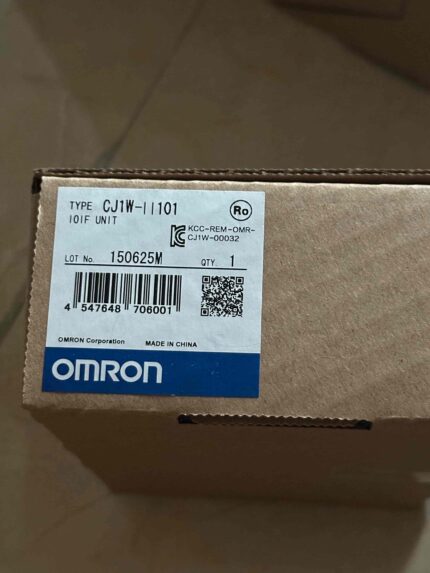 TYPE CJ1W-II101
IOIF UNIT
Ro
KCC-REM-OMR-
CJ1W-00032
LOT No. 150625M QTY. 1
4 547648 706001
OMRON Corporation MADE IN CHINA
OMRON